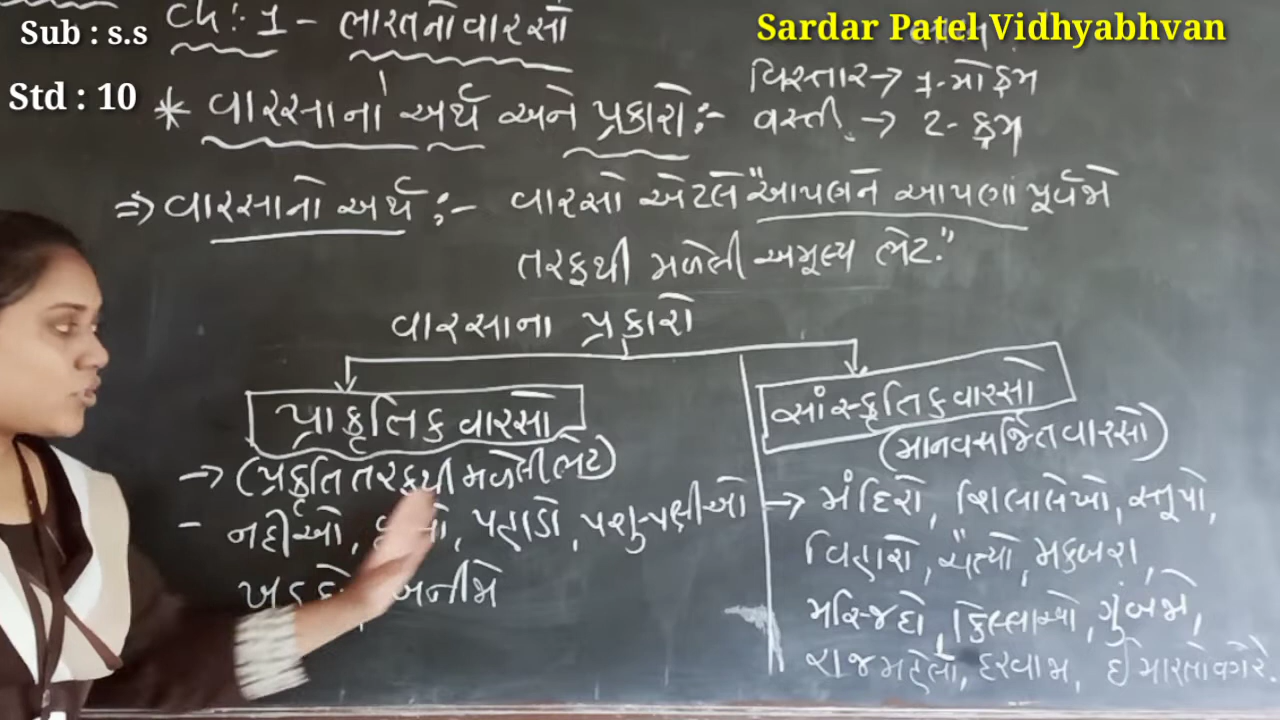 Sub : s.s
Sardar Patel Vidhyabhvan
Std : 10
Ch: 1 - ભારતનો વારસો
વિસ્તાર → ૧-મો ક્રમ
વસ્તી → 2- ક્રમ
* વારસાનો અર્થ અને પ્રકારો :-
⇒ વારસાનો અર્થ :- વારસો એટલે "આપણને આપણા પૂર્વજો
તરફથી મળેલી અમૂલ્ય ભેટ."
વારસાના પ્રકારો
પ્રાકૃતિક વારસો
→ (પ્રકૃતિ તરફથી મળેલી ભેટ)
- નદીઓ, પહાડો, પશુ-પક્ષીઓ
ખનીજો
સાંસ્કૃતિક વારસો
(માનવસર્જિત વારસો)
→ મંદિરો, શિલાલેખો, સ્તૂપો,
વિહારો, ચૈત્યો, મકબરા,
મસ્જિદો, કિલ્લાઓ, ગુંબજો,
રાજમહેલો, દરવાજા, ઈમારતો વગેરે.